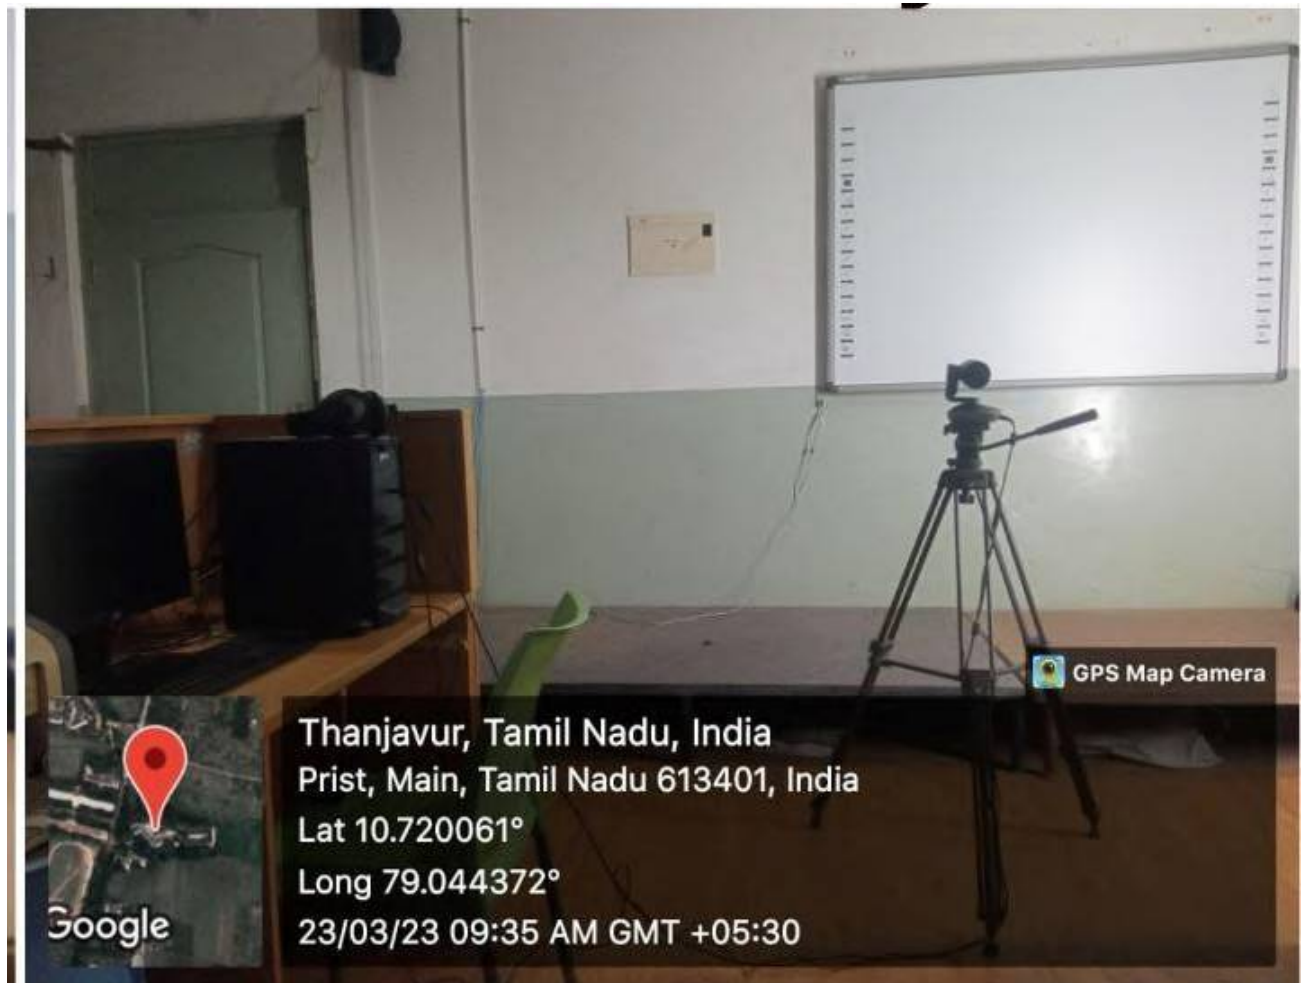 GPS Map Camera
Thanjavur, Tamil Nadu, India
Prist, Main, Tamil Nadu 613401, India
Lat 10.720061°
Long 79.044372°
23/03/23 09:35 AM GMT +05:30
Google